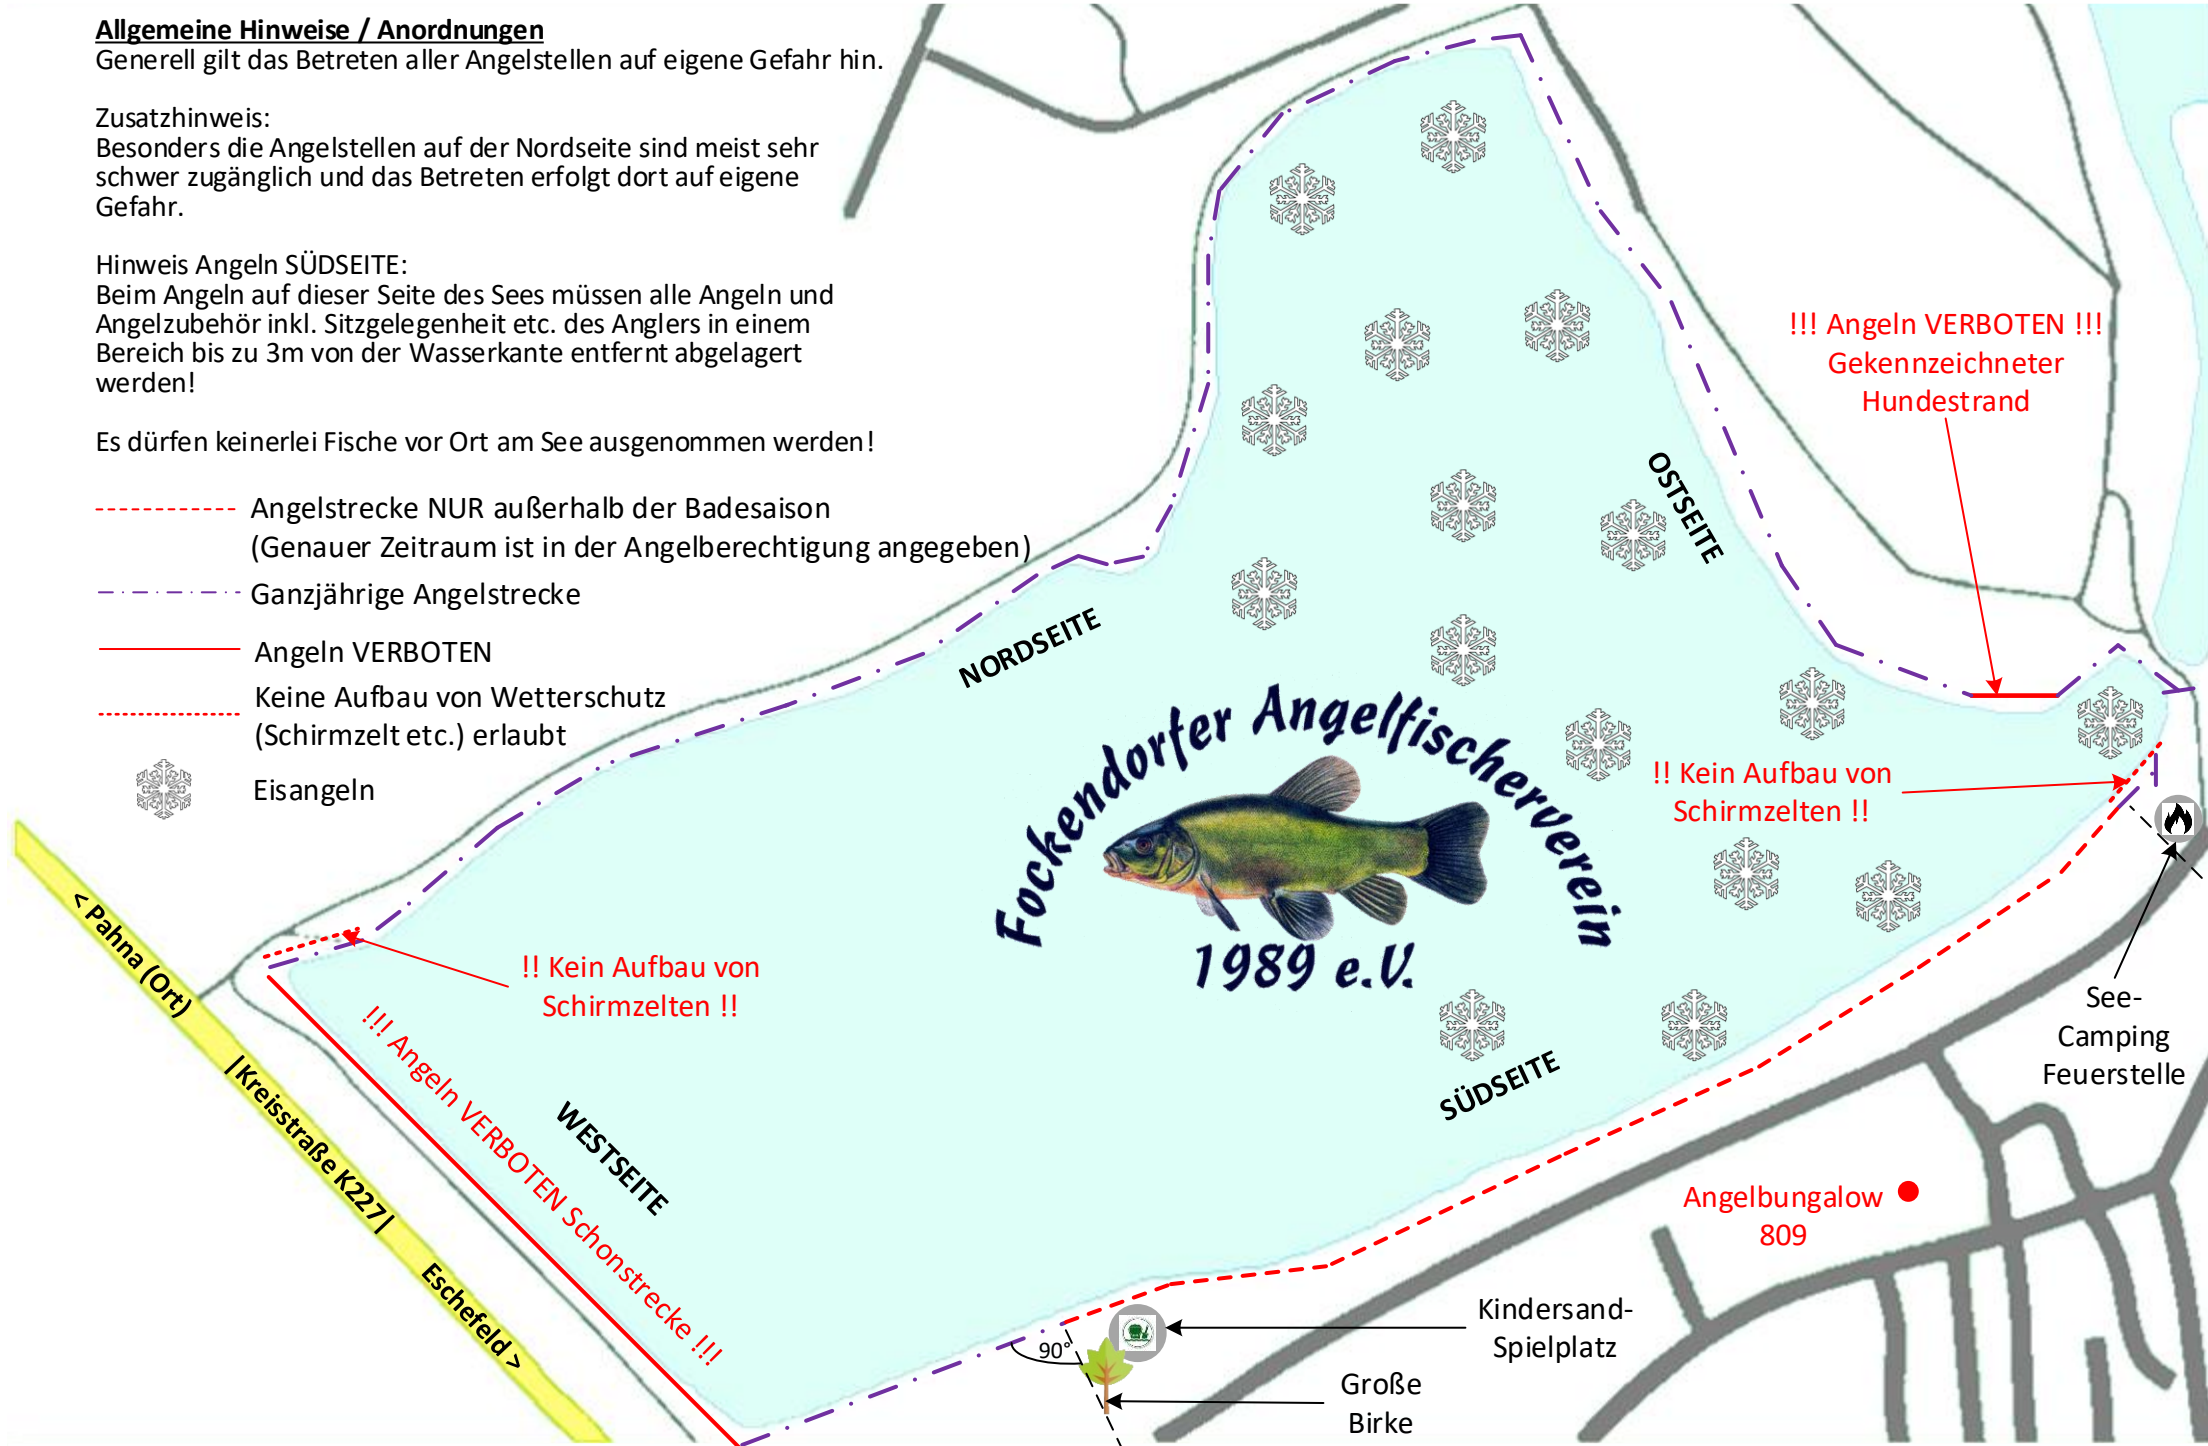 Allgemeine Hinweise / Anordnungen
Generell gilt das Betreten aller Angelstellen auf eigene Gefahr hin.
Zusatzhinweis:
Besonders die Angelstellen auf der Nordseite sind meist sehr
schwer zugänglich und das Betreten erfolgt dort auf eigene
Gefahr.
Hinweis Angeln SÜDSEITE:
Beim Angeln auf dieser Seite des Sees müssen alle Angeln und
Angelzubehör inkl. Sitzgelegenheit etc. des Anglers in einem
Bereich bis zu 3m von der Wasserkante entfernt abgelagert
werden!
Es dürfen keinerlei Fische vor Ort am See ausgenommen werden!
Angelstrecke NUR außerhalb der Badesaison
(Genauer Zeitraum ist in der Angelberechtigung angegeben)
Ganzjährige Angelstrecke
Angeln VERBOTEN
Keine Aufbau von Wetterschutz
(Schirmzelt etc.) erlaubt
Eisangeln
!!! Angeln VERBOTEN !!!
Gekennzeichneter
Hundestrand
OSTSEITE
NORDSEITE
Fockendorfer Angelfischerverein
1989 e.V.
!! Kein Aufbau von
Schirmzelten !!
< Pahna (Ort)
|Kreisstraße K227|
Eschefeld >
!! Kein Aufbau von
Schirmzelten !!
!!! Angeln VERBOTEN Schonstrecke !!!
WESTSEITE
SÜDSEITE
See-
Camping
Feuerstelle
Angelbungalow
809
Kindersand-
Spielplatz
90°
Große
Birke